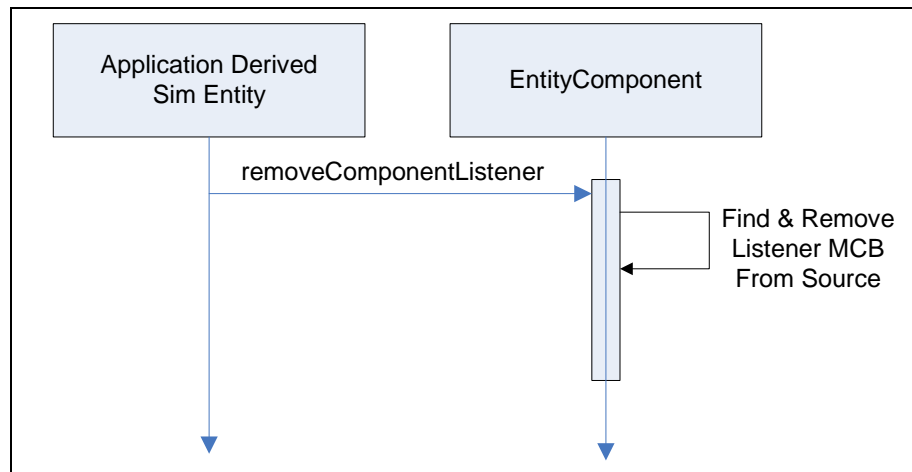 Application Derived
Sim Entity
EntityComponent
removeComponentListener
Find & Remove
Listener MCB
From Source